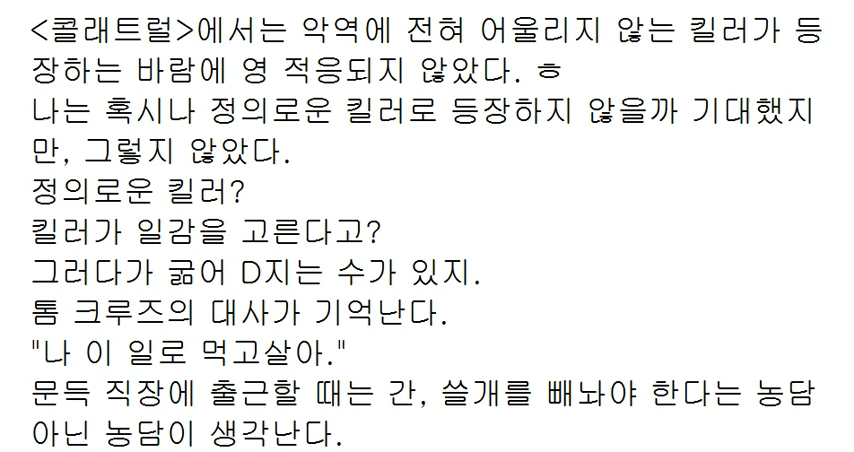 <콜래트럴>에서는 악역에 전혀 어울리지 않는 킬러가 등
장하는 바람에 영 적응되지 않았다. ㅎ
나는 혹시나 정의로운 킬러로 등장하지 않을까 기대했지
만, 그렇지 않았다.
정의로운 킬러?
킬러가 일감을 고른다고?
그러다가 굶어 D지는 수가 있지.
톰 크루즈의 대사가 기억난다.
"나 이 일로 먹고살아."
문득 직장에 출근할 때는 간, 쓸개를 빼놔야 한다는 농담
아닌 농담이 생각난다.